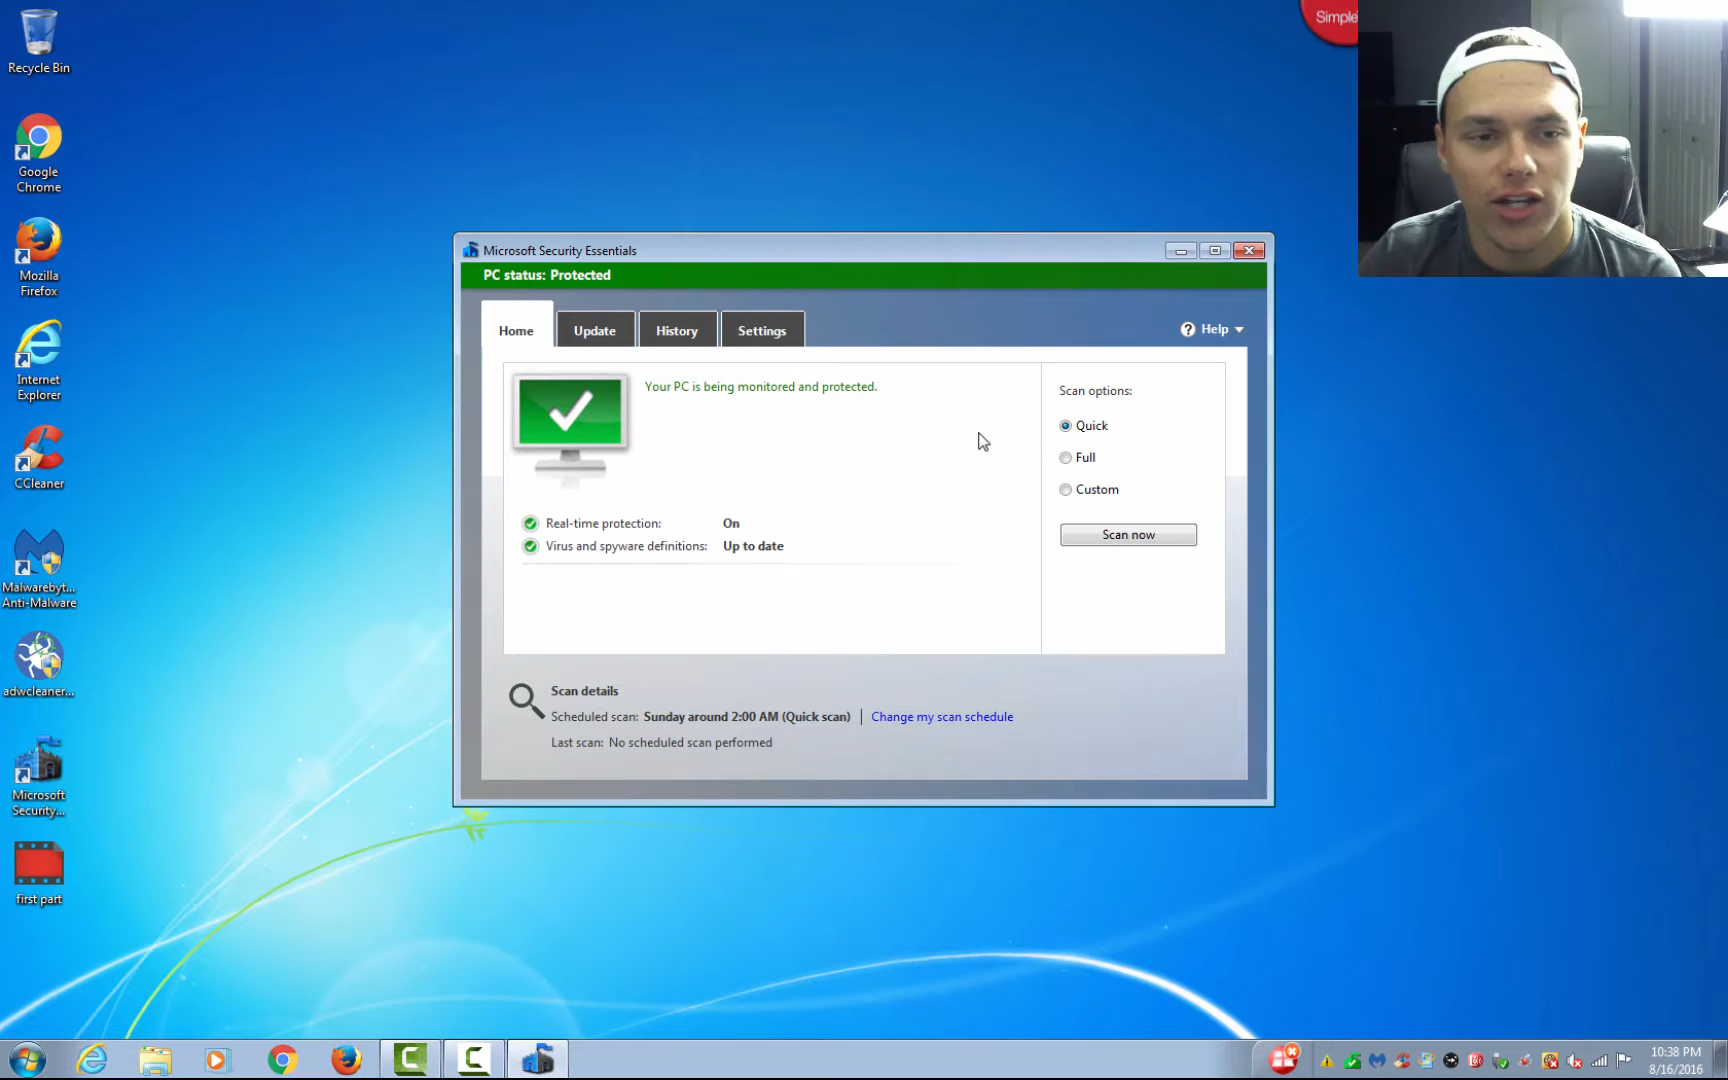 Recycle Bin
Simple
Google
Chrome
Mozilla
Firefox
Internet
Explorer
CCleaner
Malwarebyt...
Anti-Malware
adwcleaner...
Microsoft
Security...
first part
Microsoft Security Essentials
PC status: Protected
Home
Update
History
Settings
? Help
Your PC is being monitored and protected.
Real-time protection: On
Virus and spyware definitions: Up to date
Scan options:
Quick
Full
Custom
Scan now
Scan details
Scheduled scan: Sunday around 2:00 AM (Quick scan) | Change my scan schedule
Last scan: No scheduled scan performed
10:38 PM
8/16/2016